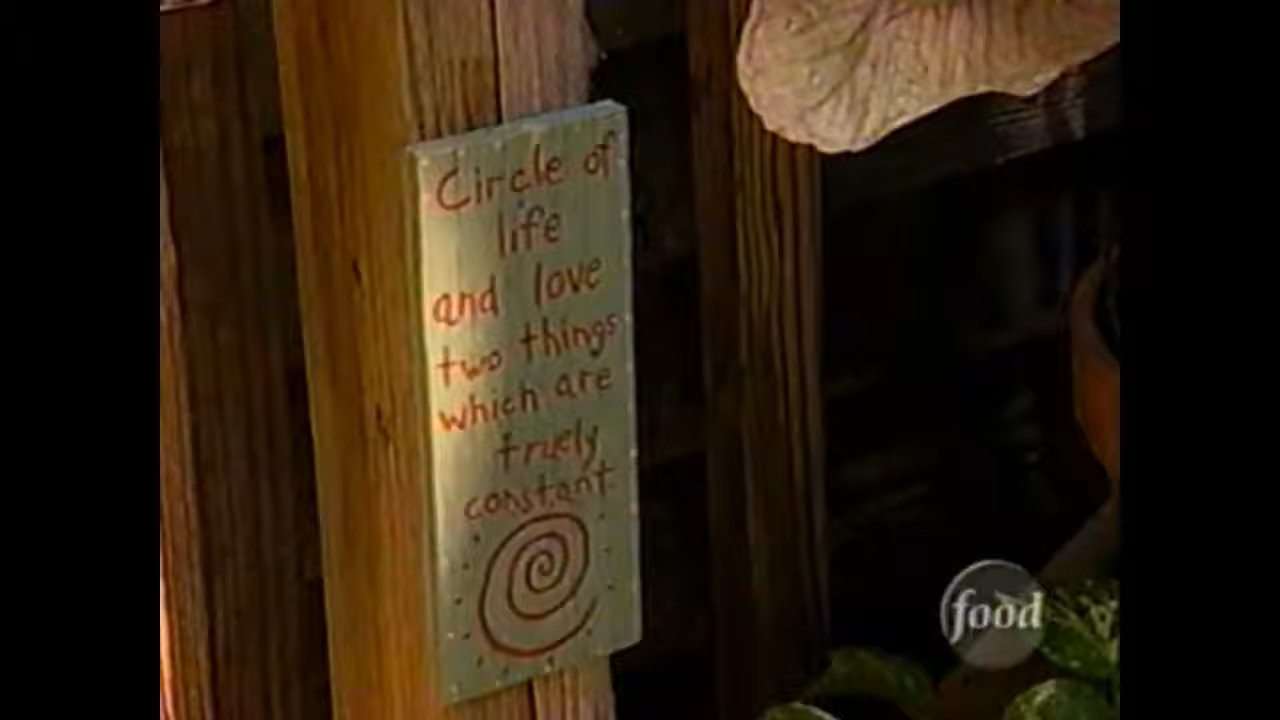 Circle of
life
and love
two things
which are
truely
constant
food